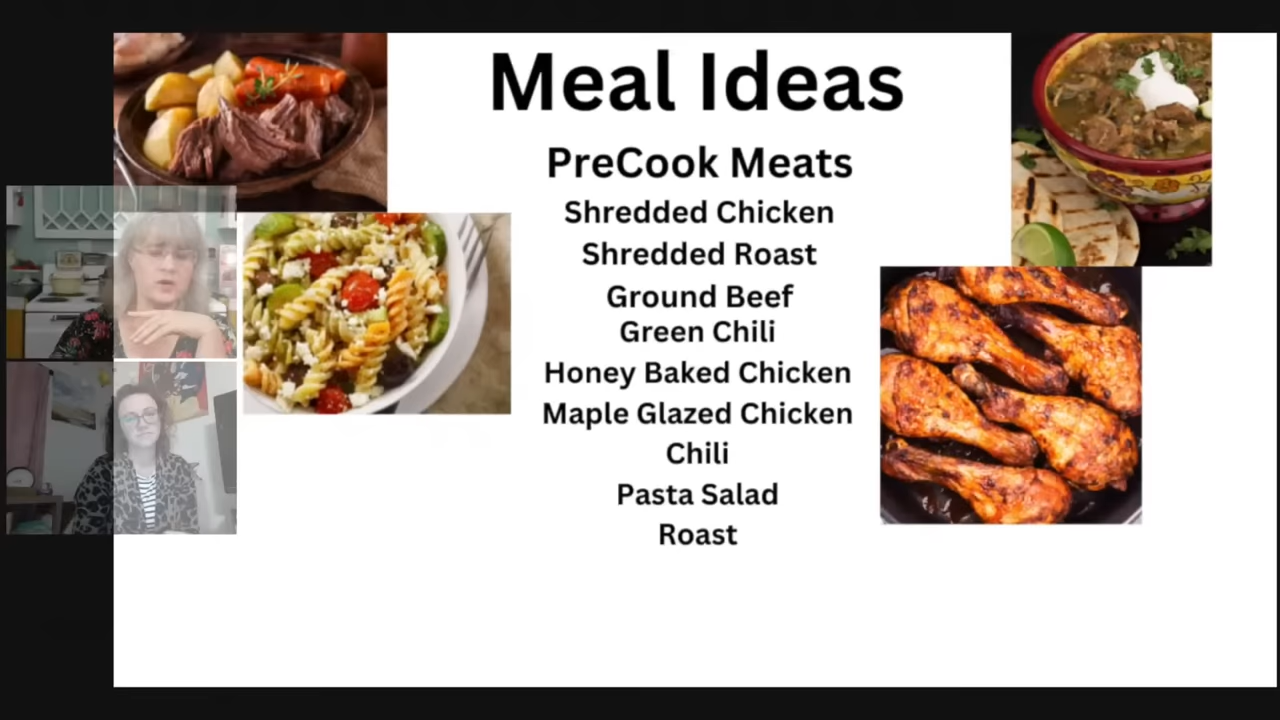 Meal Ideas
PreCook Meats
Shredded Chicken
Shredded Roast
Ground Beef
Green Chili
Honey Baked Chicken
Maple Glazed Chicken
Chili
Pasta Salad
Roast